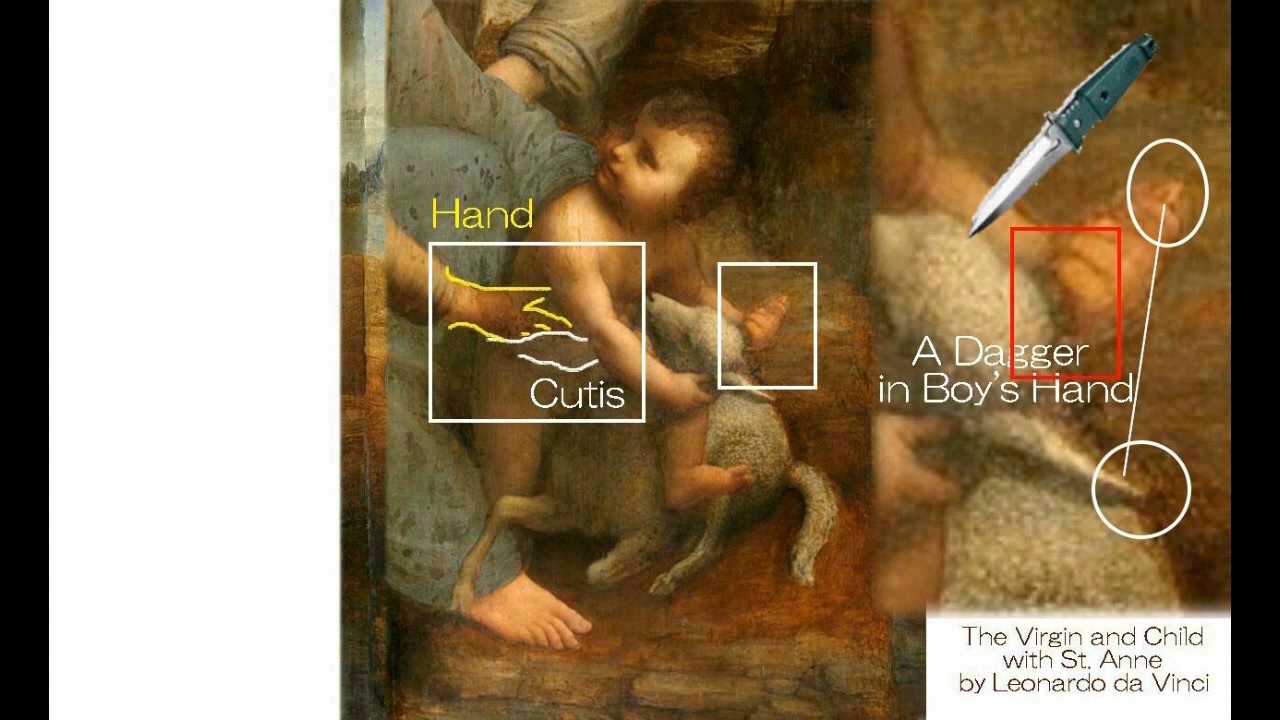 Hand
Cutis
A Dagger
in Boy's Hand
The Virgin and Child
with St. Anne
by Leonardo da Vinci